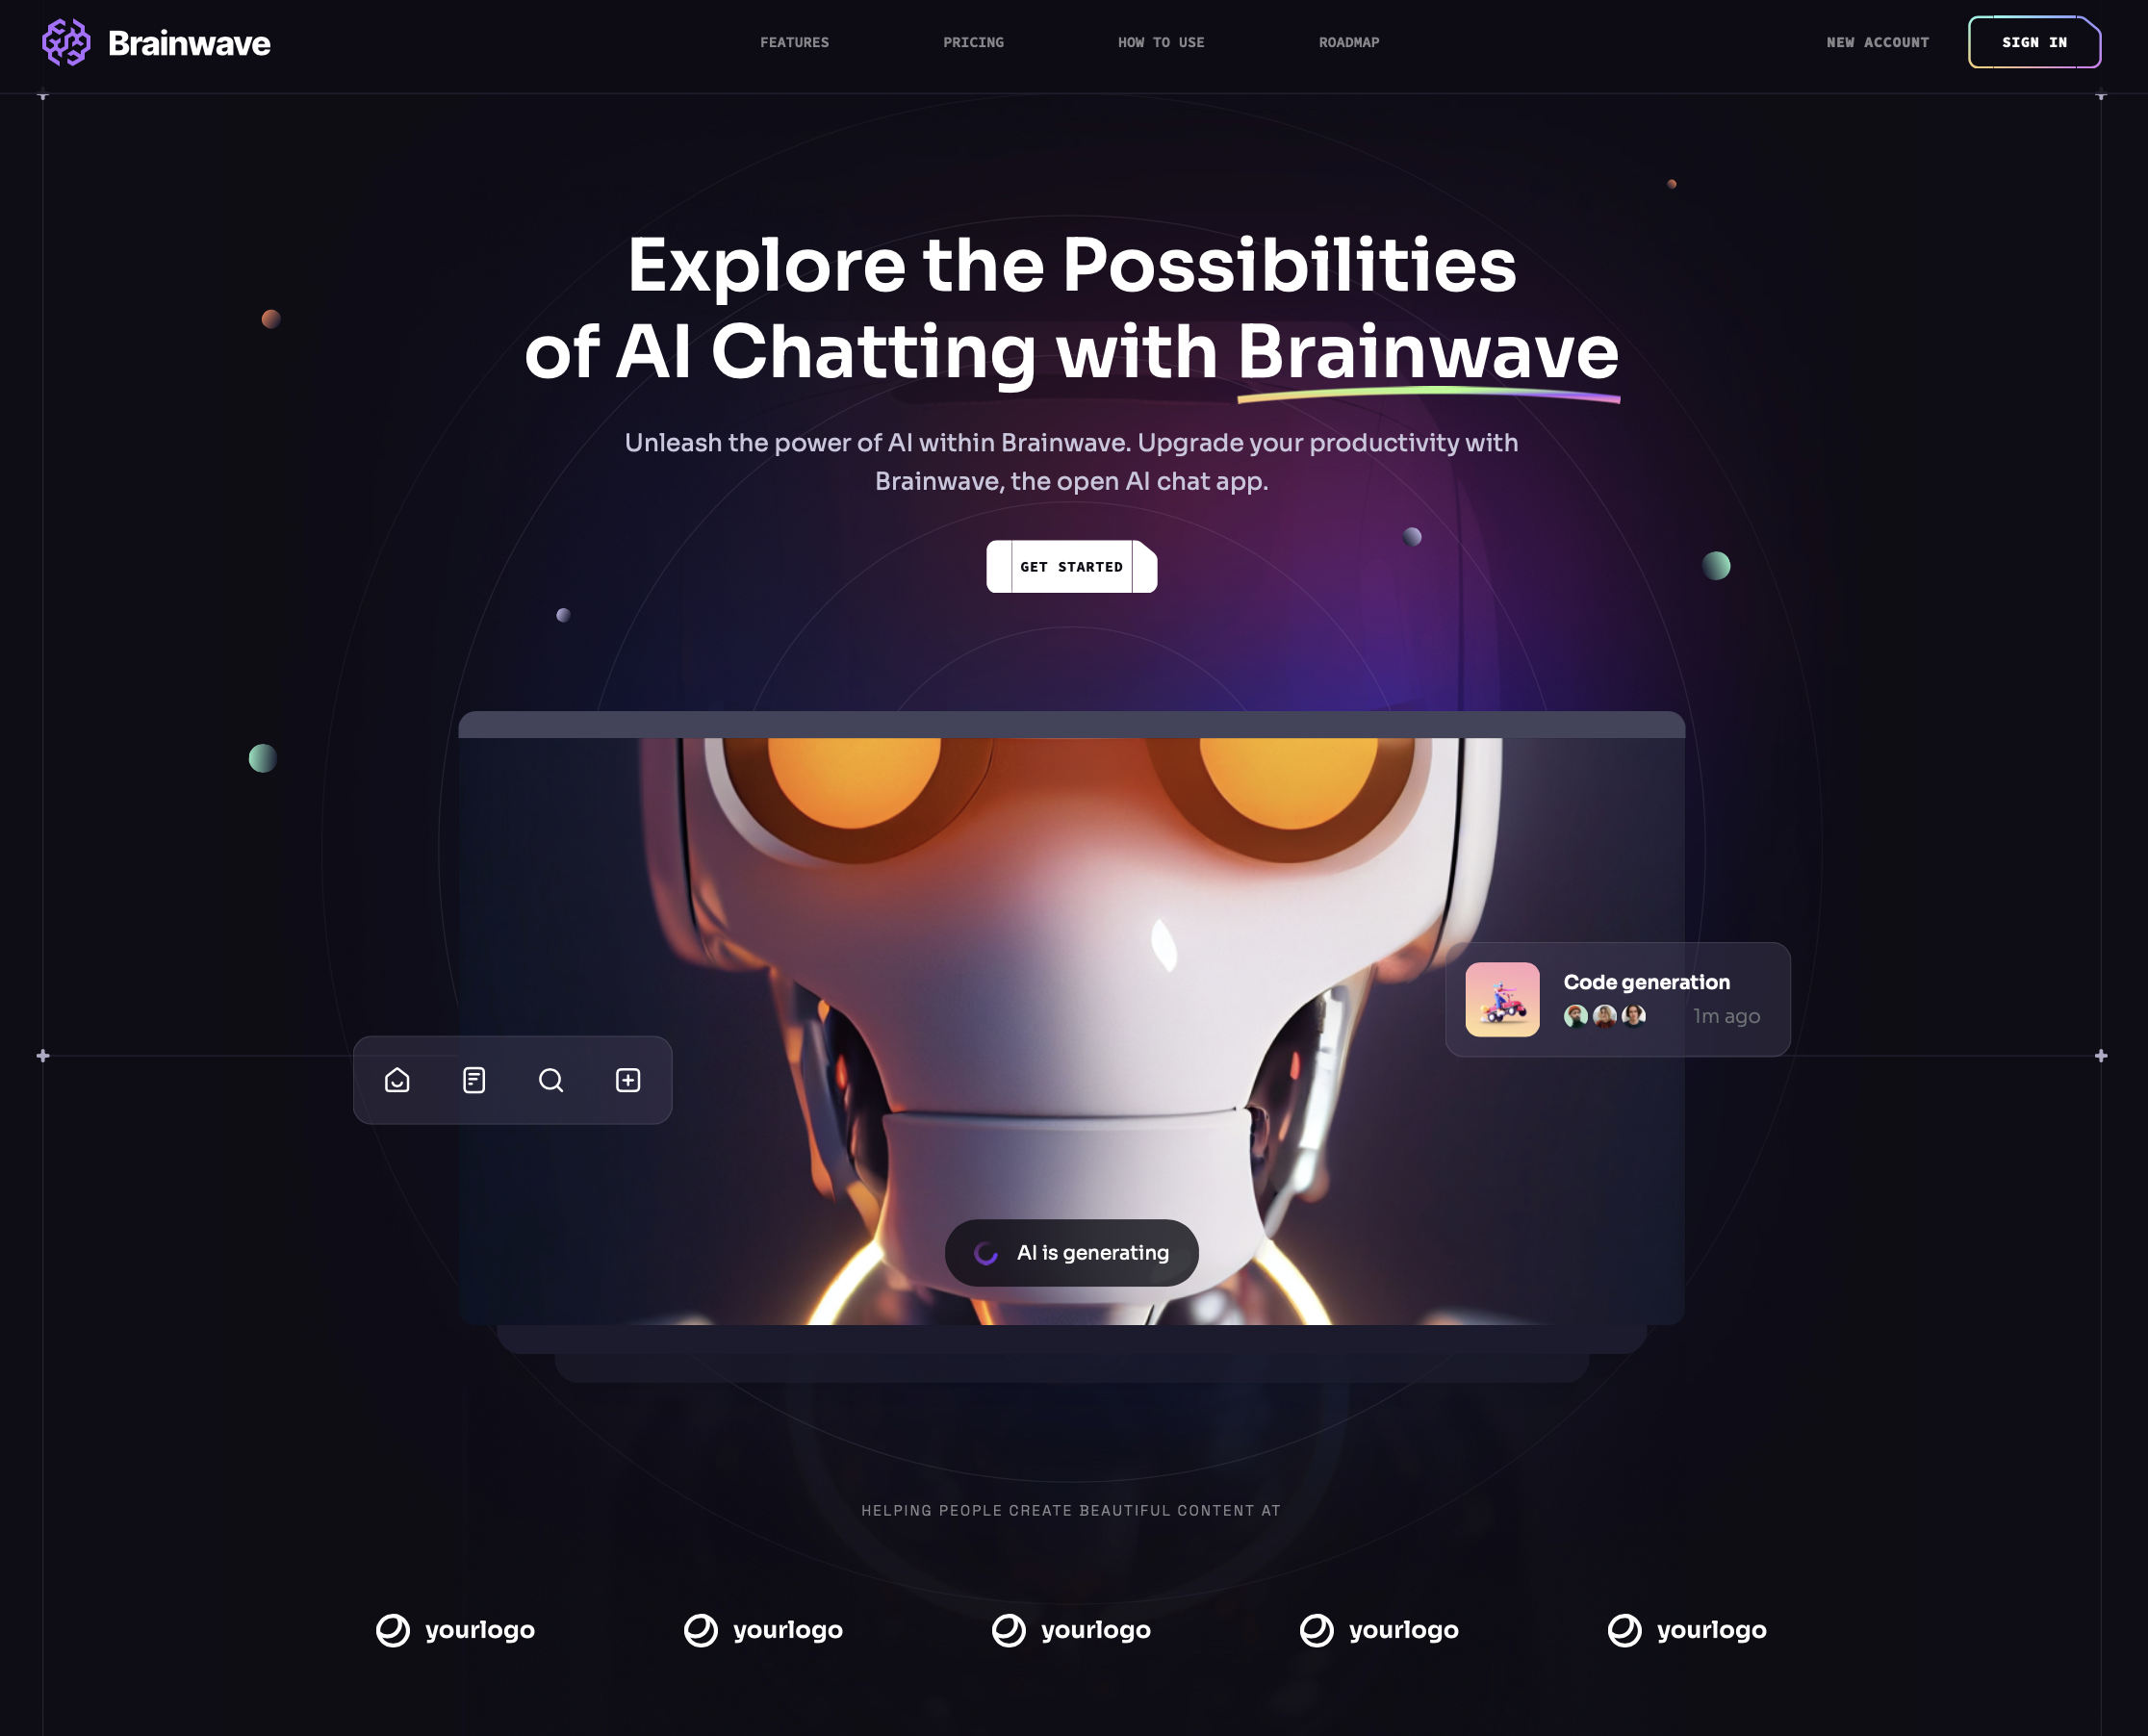 Brainwave
FEATURES
PRICING
HOW TO USE
ROADMAP
NEW ACCOUNT
SIGN IN
Explore the Possibilities
of AI Chatting with Brainwave
Unleash the power of AI within Brainwave. Upgrade your productivity with
Brainwave, the open AI chat app.
GET STARTED
Code generation
1m ago
AI is generating
HELPING PEOPLE CREATE BEAUTIFUL CONTENT AT
yourlogo
yourlogo
yourlogo
yourlogo
yourlogo